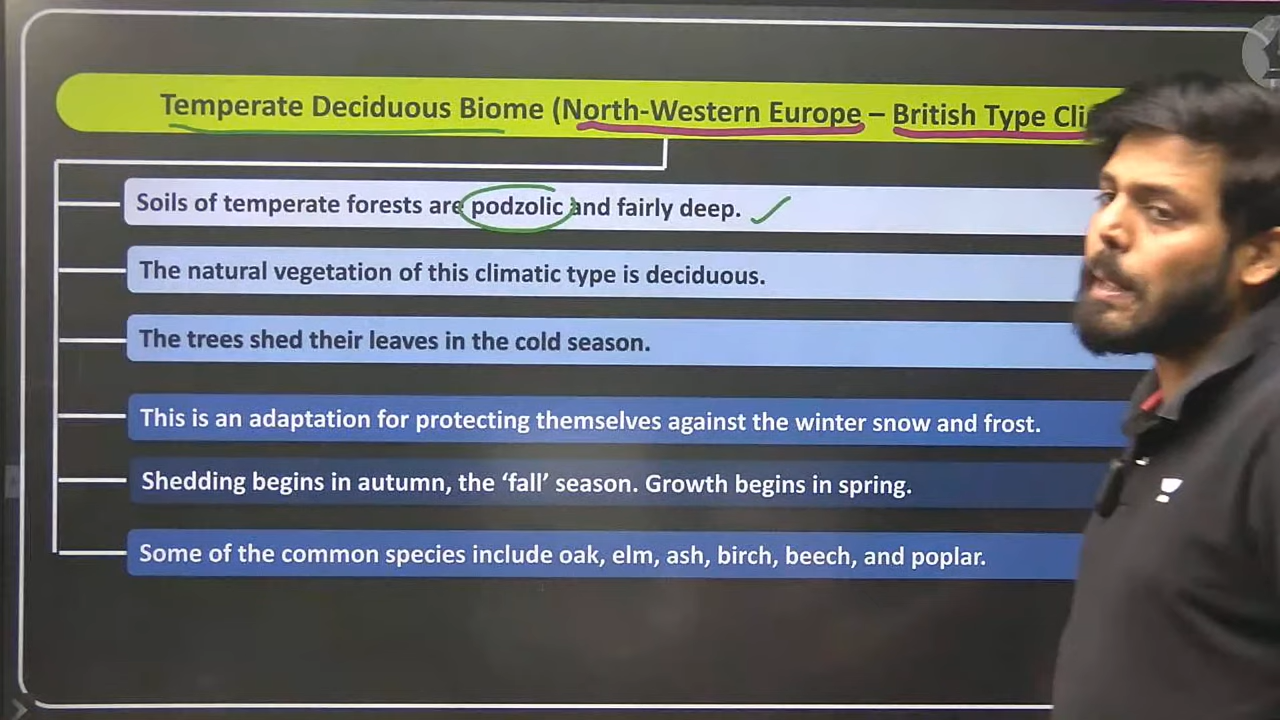 Temperate Deciduous Biome (North-Western Europe – British Type
Soils of temperate forests are podzolic and fairly deep.
The natural vegetation of this climatic type is deciduous.
The trees shed their leaves in the cold season.
This is an adaptation for protecting themselves against the winter snow and frost.
Shedding begins in autumn, the ‘fall’ season. Growth begins in spring.
Some of the common species include oak, elm, ash, birch, beech, and poplar.